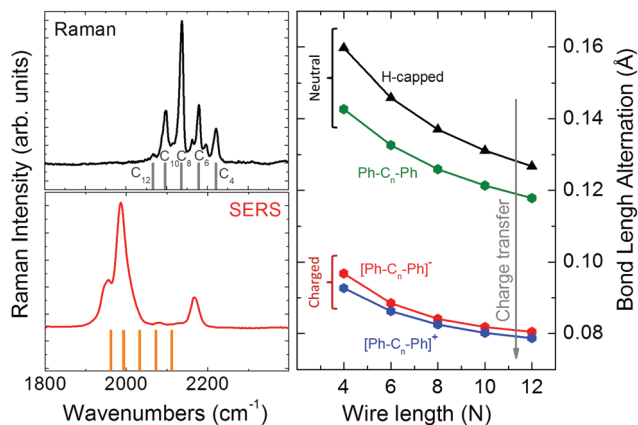 Raman
C12 C10 C8 C6 C4
SERS
Raman Intensity (arb. units)
1800 2000 2200
Wavenumbers (cm-1)
Neutral
H-capped
Ph-Cn-Ph
Charged
[Ph-Cn-Ph]-
[Ph-Cn-Ph]+
Charge transfer
4 6 8 10 12
Wire length (N)
0.16
0.14
0.12
0.10
0.08
Bond Lengh Alternation (Å)